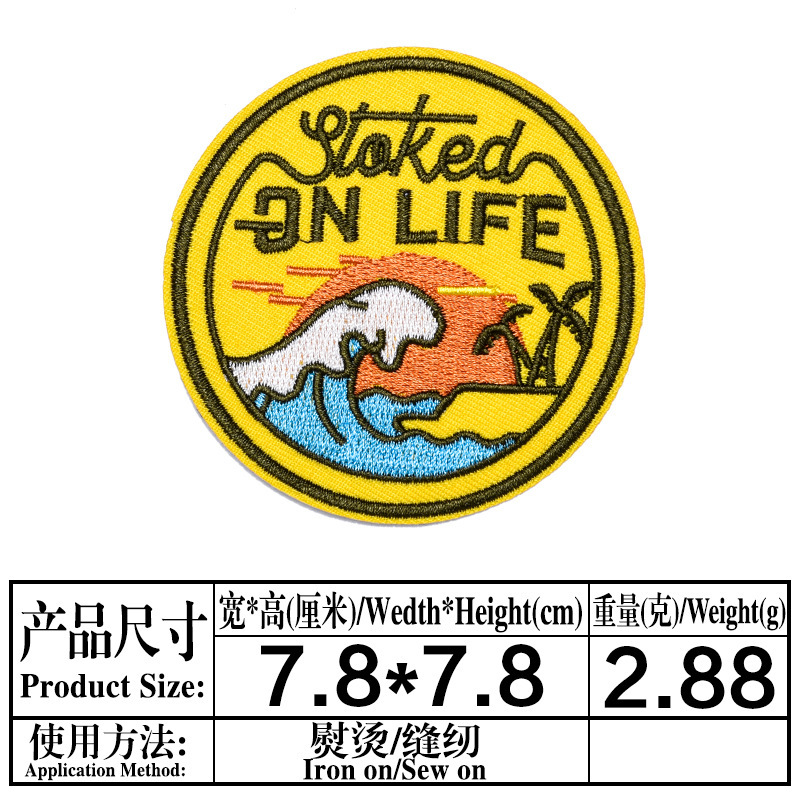 Stoked
ON LIFE
产品尺寸
Product Size:
宽*高(厘米)/Wedth*Height(cm)
7.8*7.8
重量(克)/Weight(g)
2.88
使用方法:
Application Method:
熨烫/缝纫
Iron on/Sew on